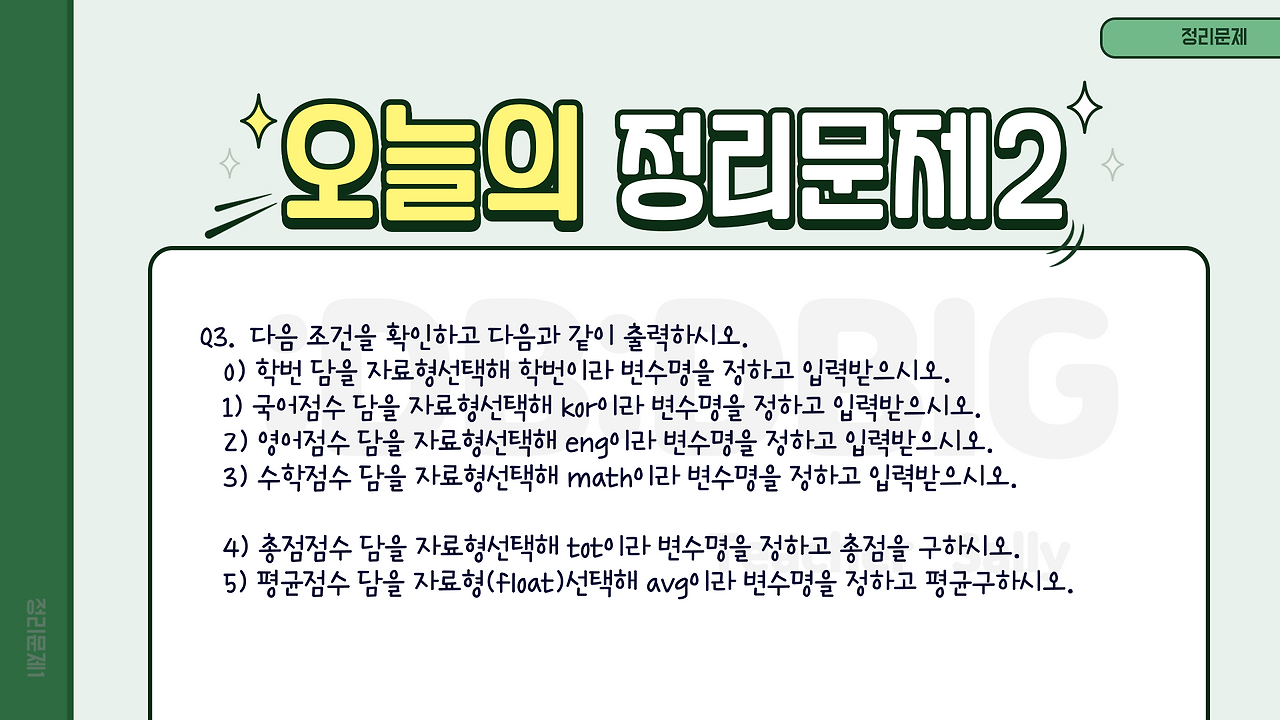 정리문제
오늘의 정리문제2
Q3. 다음 조건을 확인하고 다음과 같이 출력하시오.
0) 학번 담을 자료형선택해 학번이라 변수명을 정하고 입력받으시오.
1) 국어점수 담을 자료형선택해 kor이라 변수명을 정하고 입력받으시오.
2) 영어점수 담을 자료형선택해 eng이라 변수명을 정하고 입력받으시오.
3) 수학점수 담을 자료형선택해 math이라 변수명을 정하고 입력받으시오.
4) 총점점수 담을 자료형선택해 tot이라 변수명을 정하고 총점을 구하시오.
5) 평균점수 담을 자료형(float)선택해 avg이라 변수명을 정하고 평균구하시오.
정리문제1